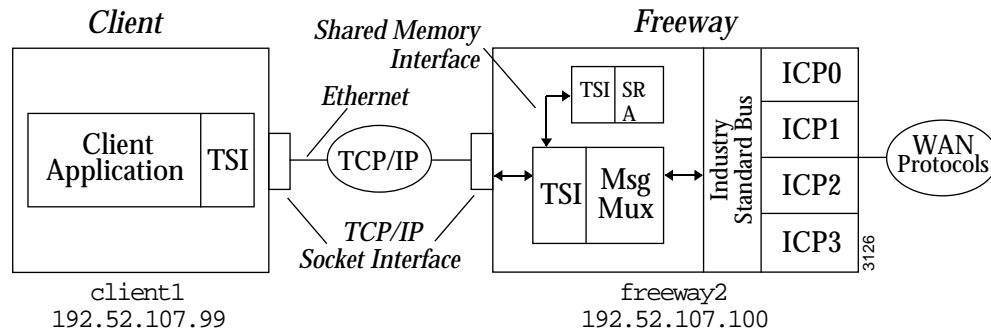 Client
Freeway
Shared Memory
Interface
Ethernet
Client
Application
TSI
TCP/IP
TCP/IP
Socket Interface
TSI
SR
A
TSI
Msg
Mux
Industry
Standard Bus
ICP0
ICP1
ICP2
ICP3
WAN
Protocols
3126
client1
192.52.107.99
freeway2
192.52.107.100